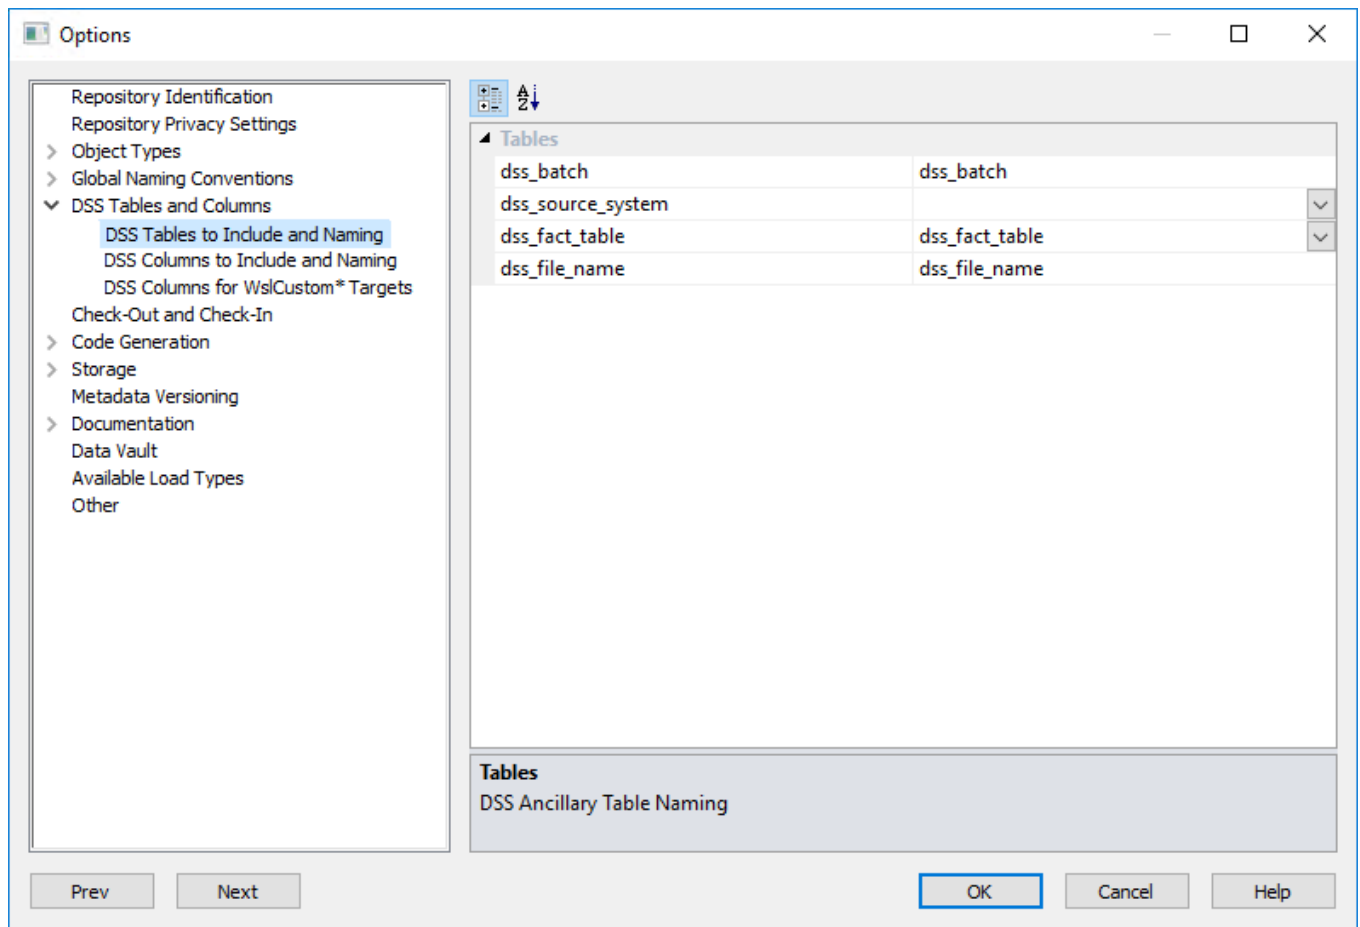 Options
Repository Identification
Repository Privacy Settings
Object Types
Global Naming Conventions
DSS Tables and Columns
DSS Tables to Include and Naming
DSS Columns to Include and Naming
DSS Columns for WslCustom* Targets
Check-Out and Check-In
Code Generation
Storage
Metadata Versioning
Documentation
Data Vault
Available Load Types
Other
A
Z
Tables
dss_batch dss_batch
dss_source_system
dss_fact_table dss_fact_table
dss_file_name dss_file_name
Tables
DSS Ancillary Table Naming
Prev Next OK Cancel Help